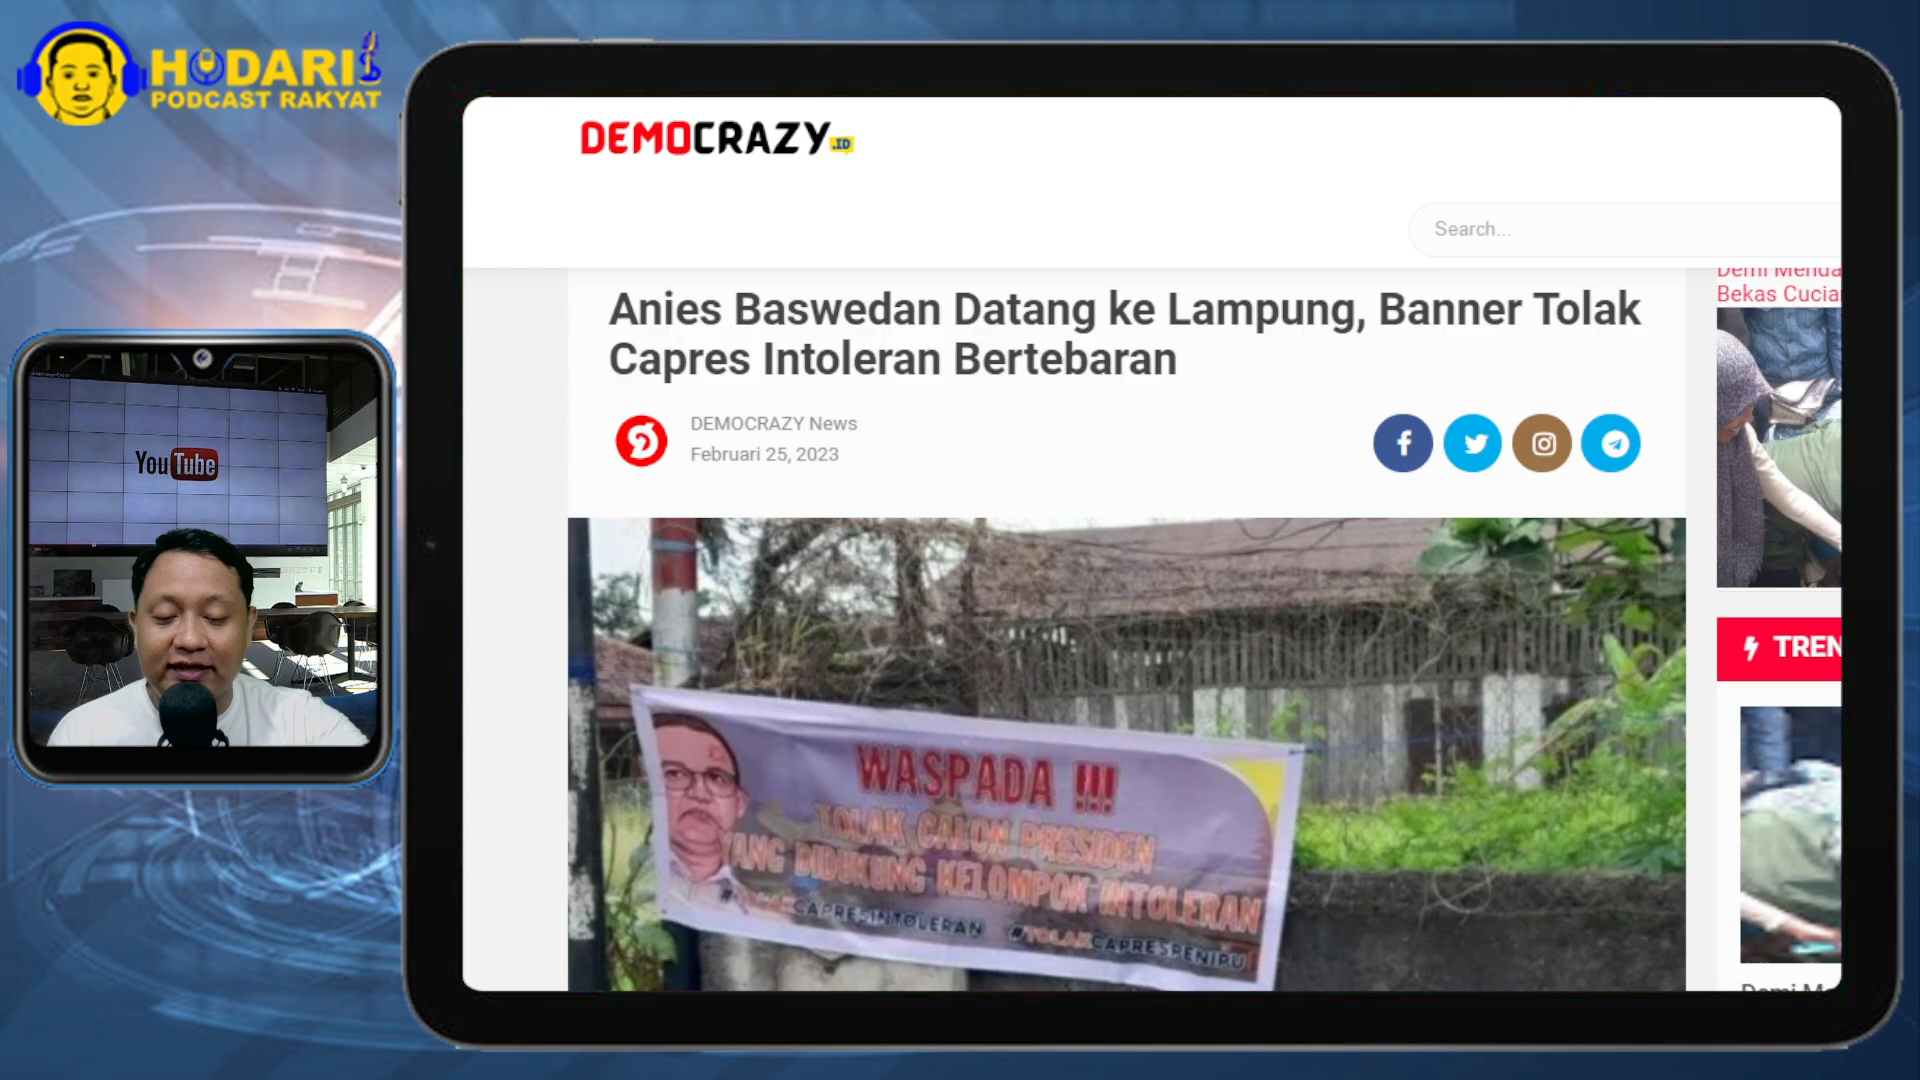 HODARI
PODCAST RAKYAT
YouTube
DEMOCRAZY.ID
Search...
Bekas Cucia
Anies Baswedan Datang ke Lampung, Banner Tolak
Capres Intoleran Bertebaran
DEMOCRAZY News
Februari 25, 2023
TREN
WASPADA !!!
TOLAK CALON PRESIDEN
YANG DIDUKUNG KELOMPOK INTOLERAN
#TOLAKCAPRESINTOLERAN #TOLAKCAPRESPENIPU